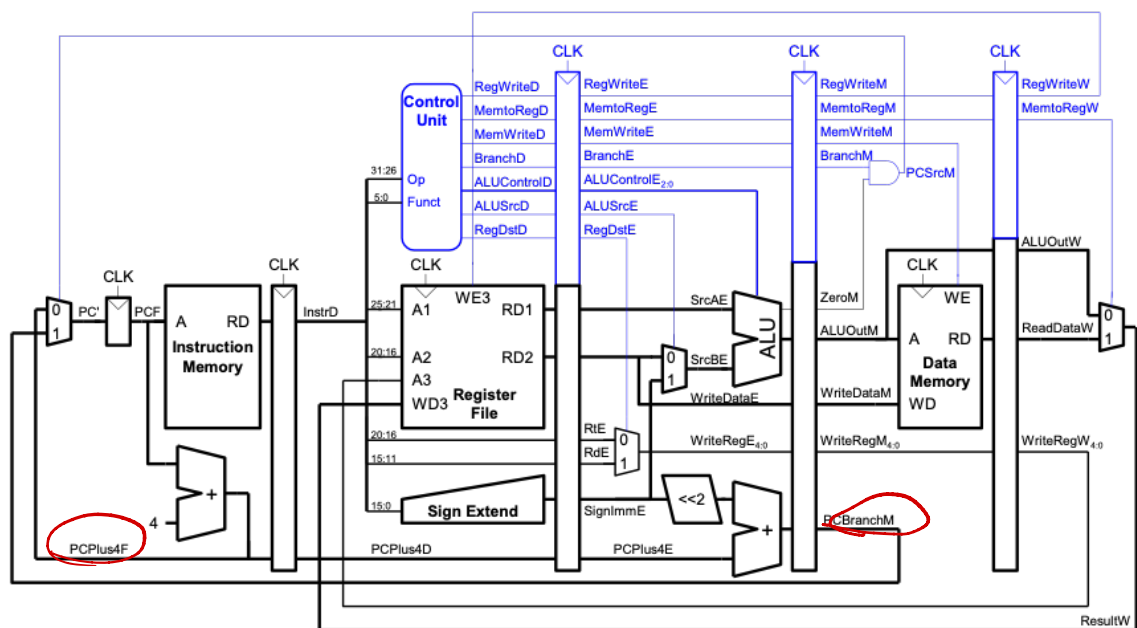 CLK CLK CLK
CLK
Control Unit
RegWriteD RegWriteE RegWriteM RegWriteW
MemtoRegD MemtoRegE MemtoRegM MemtoRegW
MemWriteD MemWriteE MemWriteM
BranchD BranchE BranchM
PCSrcM
31:26 Op ALUControlD ALUControlE2:0
5:0 Funct ALUSrcD ALUSrcE
RegDstD RegDstE
CLK CLK CLK CLK
ALUOutW
0 1 PC' PCF A RD Instruction Memory InstrD
25:21 A1 WE3 RD1 SrcAE ALU ZeroM WE 0 1
20:16 A2 RD2 0 1 SrcBE ALUOutM A RD ReadDataW
A3 Register File Data Memory
WD3 WriteDataE WriteDataM WD
20:16 RtE 0 WriteRegE4:0 WriteRegM4:0 WriteRegW4:0
15:11 RdE 1
+ 4
15:0 Sign Extend SignImmE <<2 + PCBranchM
PCPlus4F PCPlus4D PCPlus4E
ResultW